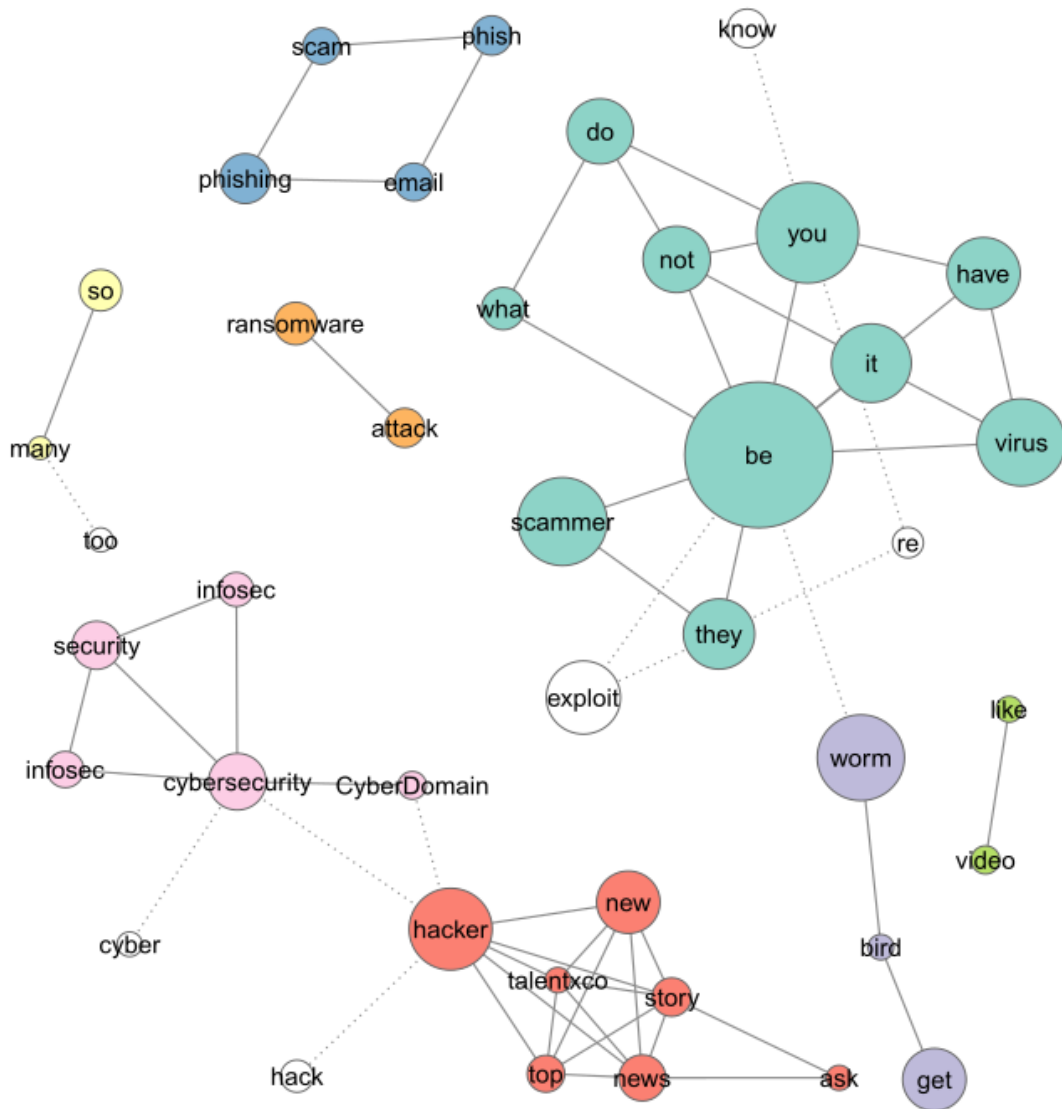 know
scam
phish
do
phishing
email
you
not
have
so
what
ransomware
it
attack
many
be
virus
scammer
too
re
infosec
security
they
exploit
like
infosec
cybersecurity
CyberDomain
worm
video
new
hacker
cyber
bird
talentxco
story
hack
top
news
ask
get